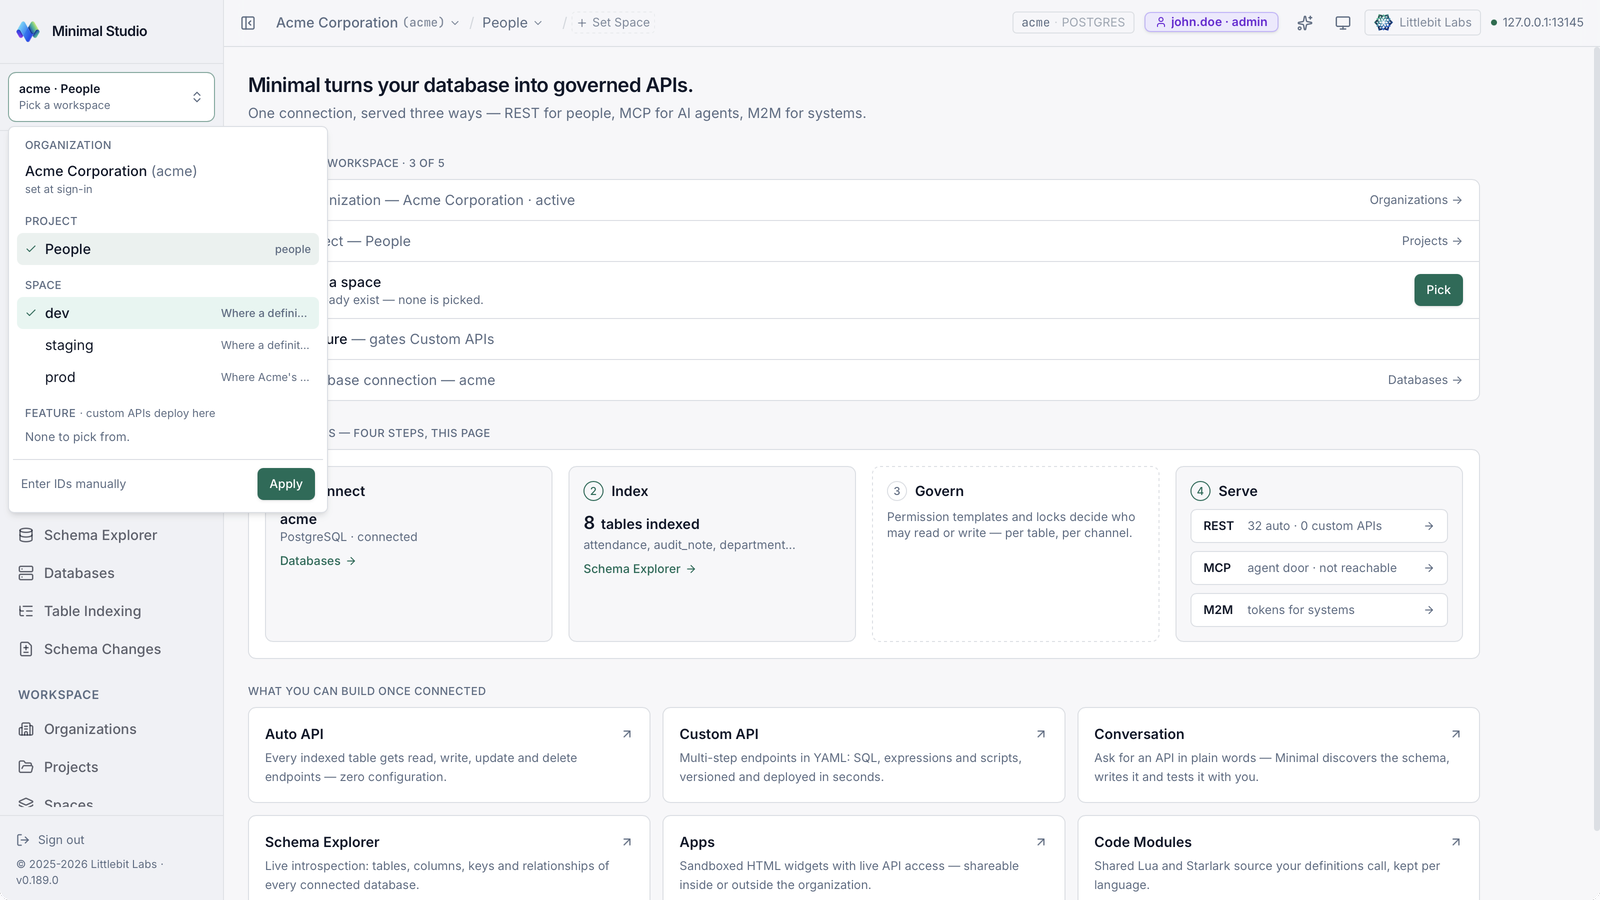 Minimal Studio
Acme Corporation (acme) / People / + Set Space
acme · POSTGRES
john.doe · admin
Littlebit Labs
127.0.0.1:13145
acme · People
Pick a workspace
ORGANIZATION
Acme Corporation (acme)
set at sign-in
PROJECT
People people
SPACE
dev Where a defini...
staging Where a definit...
prod Where Acme's ...
FEATURE · custom APIs deploy here
None to pick from.
Enter IDs manually
Apply
Schema Explorer
Databases
Table Indexing
Schema Changes
WORKSPACE
Organizations
Projects
Spaces
Sign out
© 2025-2026 Littlebit Labs ·
v0.189.0
Minimal turns your database into governed APIs.
One connection, served three ways — REST for people, MCP for AI agents, M2M for systems.
WORKSPACE · 3 OF 5
nization — Acme Corporation · active Organizations →
ect — People Projects →
a space
ady exist — none is picked.
Pick
ure — gates Custom APIs
base connection — acme Databases →
S — FOUR STEPS, THIS PAGE
nnect
acme
PostgreSQL · connected
Databases →
2 Index
8 tables indexed
attendance, audit_note, department...
Schema Explorer →
3 Govern
Permission templates and locks decide who
may read or write — per table, per channel.
4 Serve
REST 32 auto · 0 custom APIs →
MCP agent door · not reachable →
M2M tokens for systems →
WHAT YOU CAN BUILD ONCE CONNECTED
Auto API
Every indexed table gets read, write, update and delete
endpoints — zero configuration.
Custom API
Multi-step endpoints in YAML: SQL, expressions and scripts,
versioned and deployed in seconds.
Conversation
Ask for an API in plain words — Minimal discovers the schema,
writes it and tests it with you.
Schema Explorer
Live introspection: tables, columns, keys and relationships of
every connected database.
Apps
Sandboxed HTML widgets with live API access — shareable
inside or outside the organization.
Code Modules
Shared Lua and Starlark source your definitions call, kept per
language.